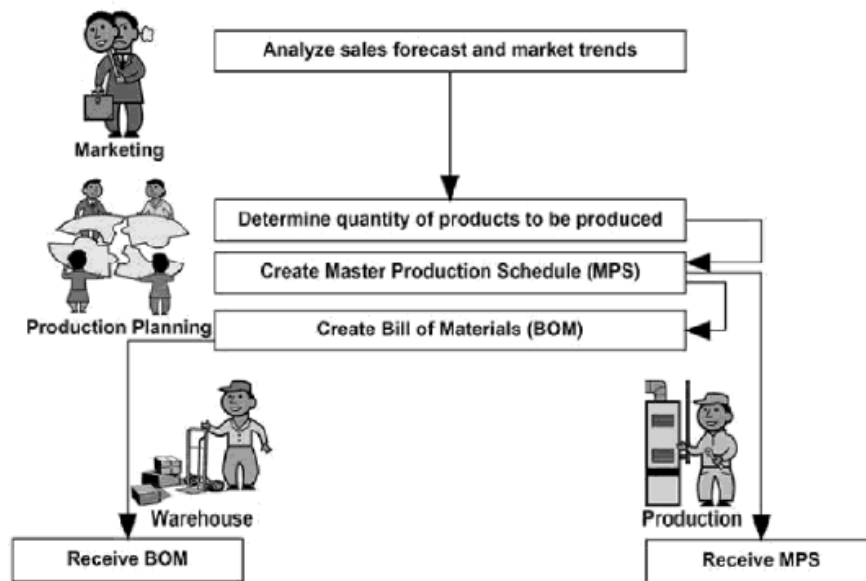 Analyze sales forecast and market trends
Marketing
Determine quantity of products to be produced
Create Master Production Schedule (MPS)
Production Planning
Create Bill of Materials (BOM)
Warehouse
Production
Receive BOM
Receive MPS